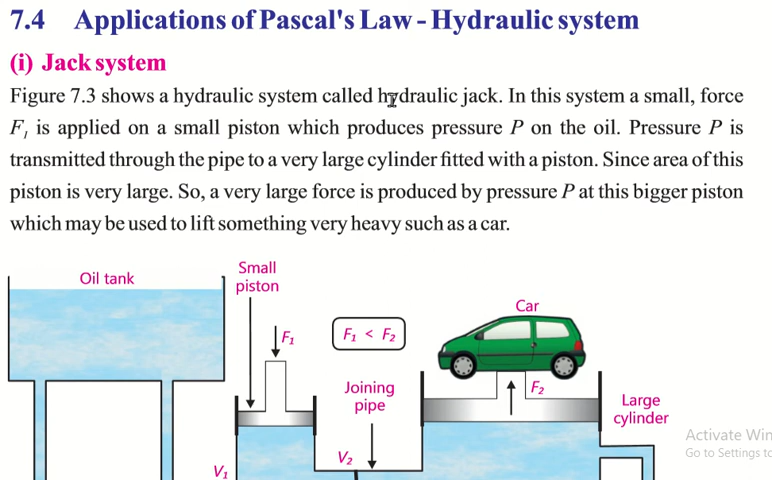 7.4 Applications of Pascal's Law - Hydraulic system
(i) Jack system
Figure 7.3 shows a hydraulic system called hydraulic jack. In this system a small, force
F₁ is applied on a small piston which produces pressure P on the oil. Pressure P is
transmitted through the pipe to a very large cylinder fitted with a piston. Since area of this
piston is very large. So, a very large force is produced by pressure P at this bigger piston
which may be used to lift something very heavy such as a car.
Oil tank
Small
piston
F₁
F₁ < F₂
Car
F₂
Joining
pipe
Large
cylinder
V₁
V₂
Activate Win
Go to Settings to